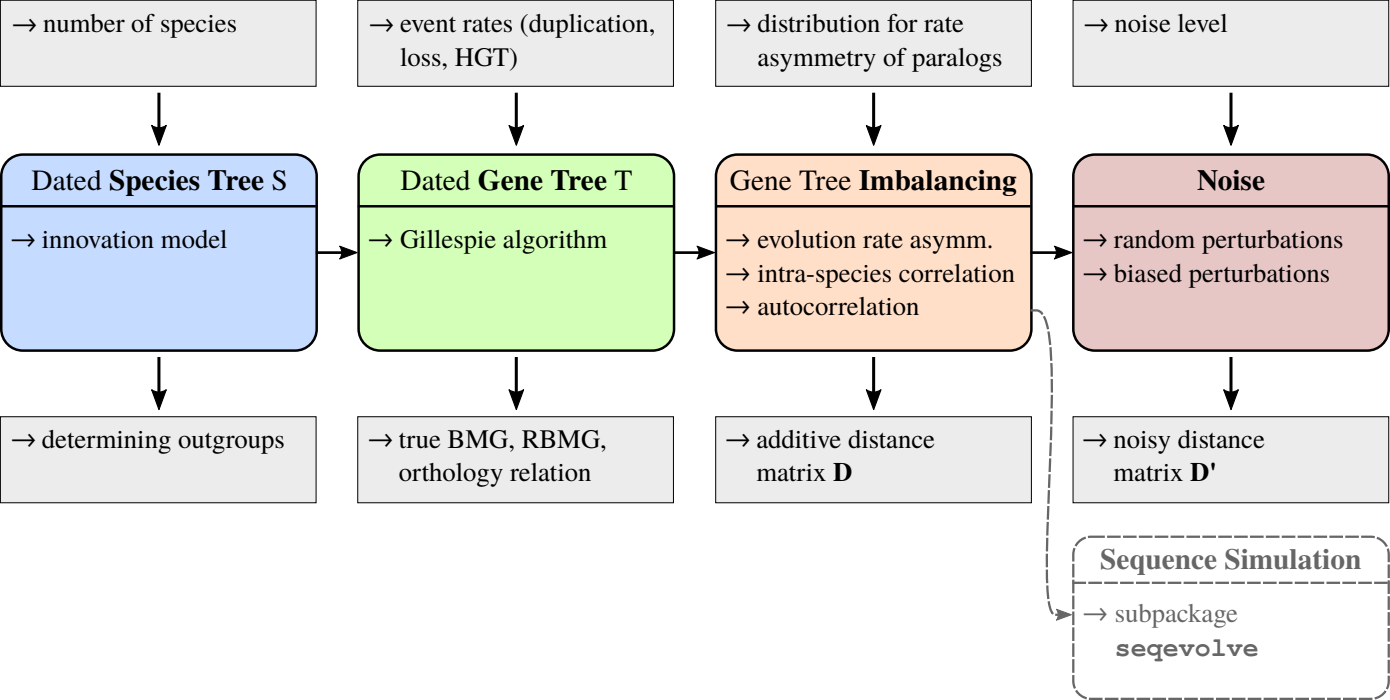 → number of species
→ event rates (duplication,
loss, HGT)
→ distribution for rate
asymmetry of paralogs
→ noise level
Dated Species Tree S
→ innovation model
Dated Gene Tree T
→ Gillespie algorithm
Gene Tree Imbalancing
→ evolution rate asymm.
→ intra-species correlation
→ autocorrelation
Noise
→ random perturbations
→ biased perturbations
→ determining outgroups
→ true BMG, RBMG,
orthology relation
→ additive distance
matrix D
→ noisy distance
matrix D'
Sequence Simulation
→ subpackage
seqevolve